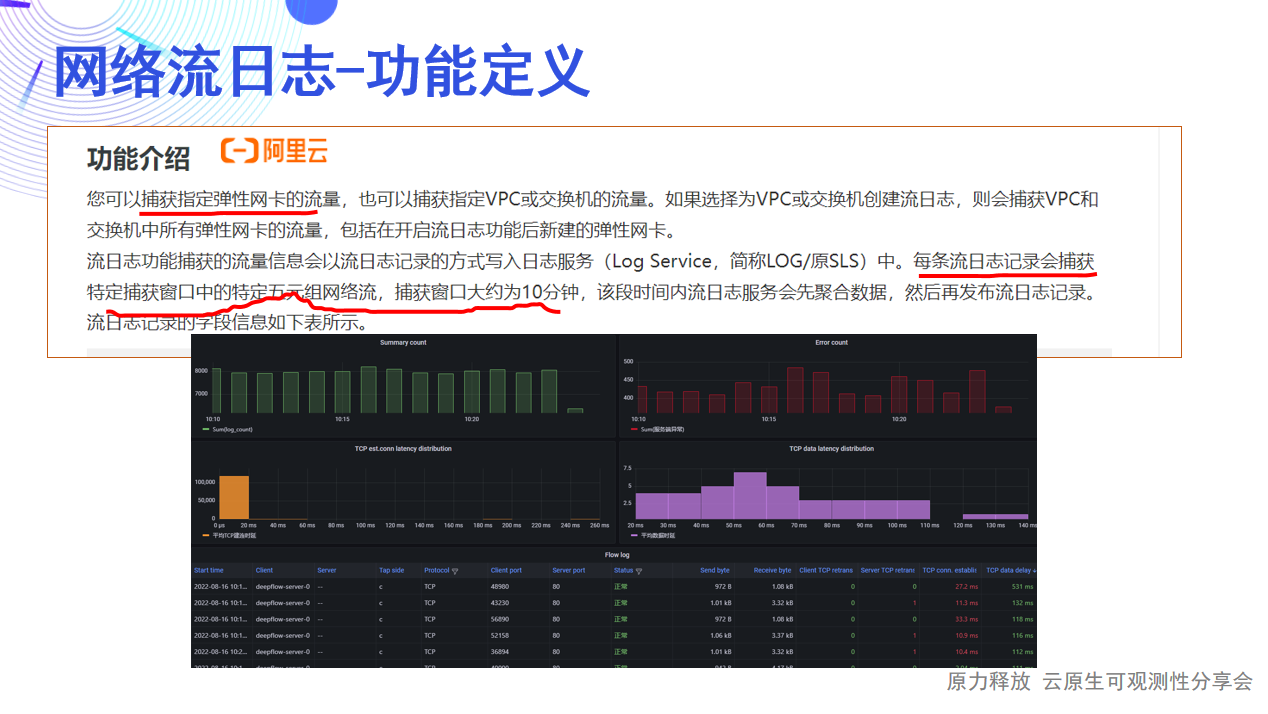 网络流日志-功能定义
功能介绍
阿里云
您可以捕获指定弹性网卡的流量，也可以捕获指定VPC或交换机的流量。如果选择为VPC或交换机创建流日志，则会捕获VPC和
交换机中所有弹性网卡的流量，包括在开启流日志功能后新建的弹性网卡。
流日志功能捕获的流量信息会以流日志记录的方式写入日志服务（Log Service，简称LOG/原SLS）中。每条流日志记录会捕获
特定捕获窗口中的特定五元组网络流，捕获窗口大约为10分钟，该段时间内流日志服务会先聚合数据，然后再发布流日志记录。
流日志记录的字段信息如下表所示。
Summary count
8000
7000
10:10 10:15 10:20
Sum(log_count)
Error count
500
450
400
10:10 10:15 10:20
Sum(服务端异常)
TCP est.conn latency distribution
100,000
50,000
0
0 µs 20 ms 40 ms 60 ms 80 ms 100 ms 120 ms 140 ms 160 ms 180 ms 200 ms 220 ms 240 ms 260 ms
平均TCP建连时延
TCP data latency distribution
7.5
5
2.5
20 ms 30 ms 40 ms 50 ms 60 ms 70 ms 80 ms 90 ms 100 ms 110 ms 120 ms 130 ms 140 ms
平均数据时延
Flow log
Start time Client Server Tap side Protocol Client port Server port Status Send byte Receive byte Client TCP retrans Server TCP retrans TCP conn. establis TCP data delay
2022-08-16 10:1... deepflow-server-0 -- c TCP 48980 80 正常 972 B 1.08 kB 0 0 27.2 ms 531 ms
2022-08-16 10:1... deepflow-server-0 -- c TCP 43230 80 正常 1.01 kB 3.32 kB 0 1 11.3 ms 132 ms
2022-08-16 10:1... deepflow-server-0 -- c TCP 56890 80 正常 972 B 1.08 kB 0 0 33.3 ms 118 ms
2022-08-16 10:1... deepflow-server-0 -- c TCP 52158 80 正常 1.06 kB 3.37 kB 0 1 10.9 ms 116 ms
2022-08-16 10:2... deepflow-server-0 -- c TCP 36894 80 正常 1.01 kB 3.32 kB 0 1 10.4 ms 112 ms
原力释放 云原生可观测性分享会